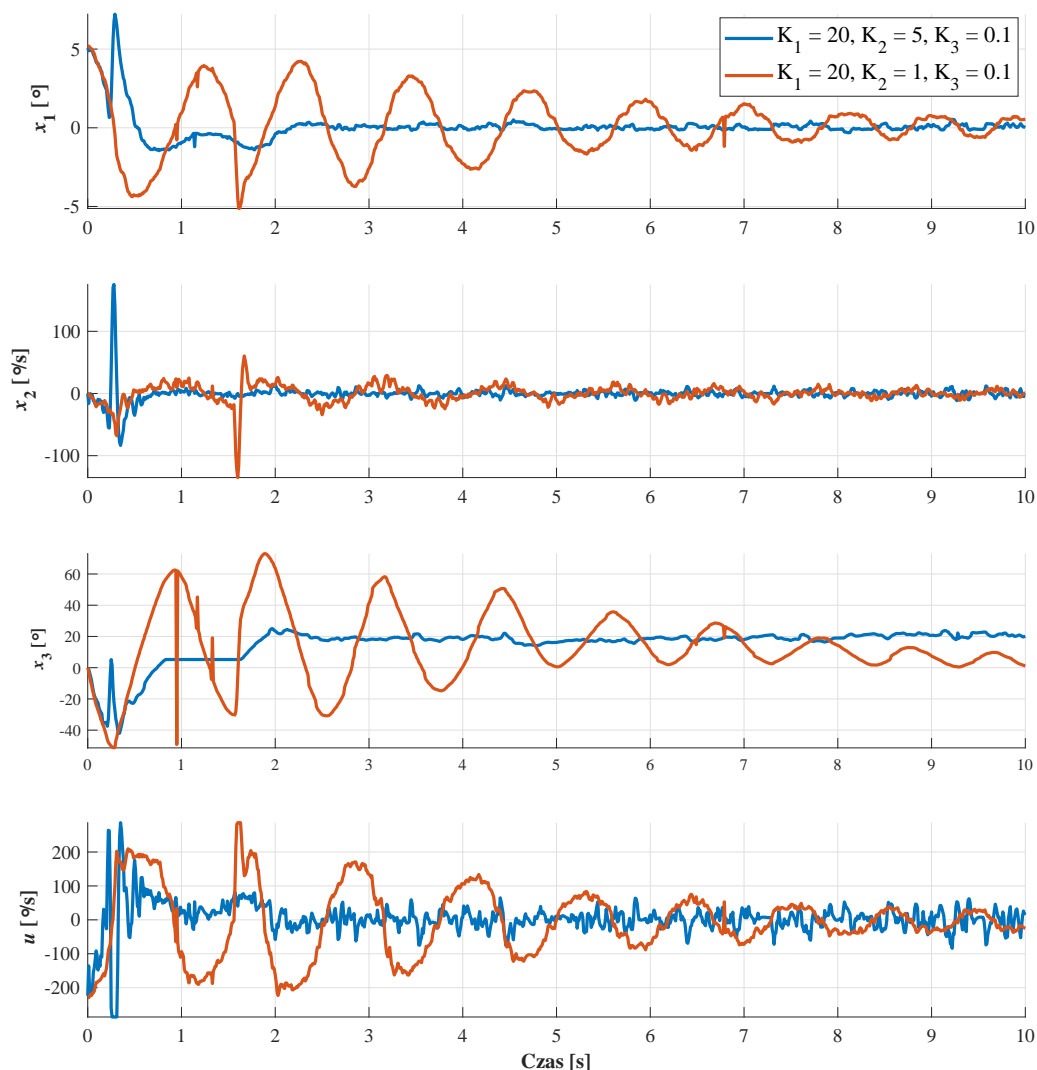 K1 = 20, K2 = 5, K3 = 0.1
K1 = 20, K2 = 1, K3 = 0.1
x1 [°]
5
0
-5
0 1 2 3 4 5 6 7 8 9 10
x2 [°/s]
100
0
-100
0 1 2 3 4 5 6 7 8 9 10
x3 [°]
60
40
20
0
-20
-40
0 1 2 3 4 5 6 7 8 9 10
u [°/s]
200
100
0
-100
-200
0 1 2 3 4 5 6 7 8 9 10
Czas [s]